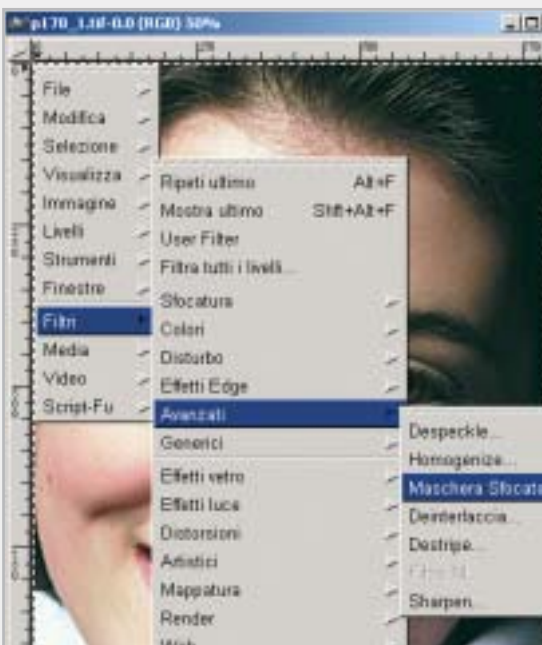 p170_1.tif-0.0 (RGB) 50%
File
Modifica
Selezione
Visualizza
Immagine
Livelli
Strumenti
Finestre
Filtri
Media
Video
Script-Fu
Ripeti ultimo Alt+F
Mostra ultimo Shift+Alt+F
User Filter
Filtra tutti i livelli...
Sfocatura
Colori
Disturbo
Effetti Edge
Avanzati
Generici
Effetti vetro
Effetti luce
Distorsioni
Artistici
Mappatura
Render
Web
Despeckle...
Homogenize...
Maschera Sfocata
Deinterlaccia...
Destripe...
Sharpen...